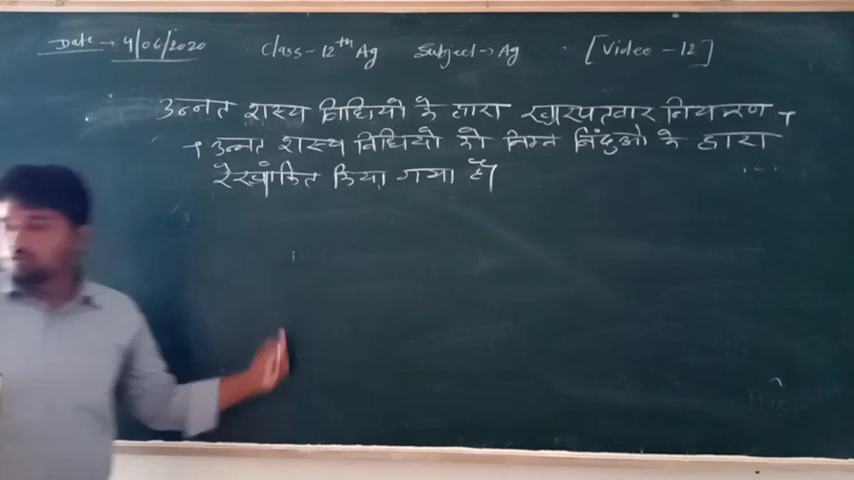 Date → 4/06/2020 Class - 12th Ag Subject → Ag [Video - 12]
उन्नत शस्य विधियों के द्वारा खरपतवार नियंत्रण →
→ उन्नत शस्य विधियो को निम्न बिंदुओ के द्वारा
रेखांकित किया गया है।